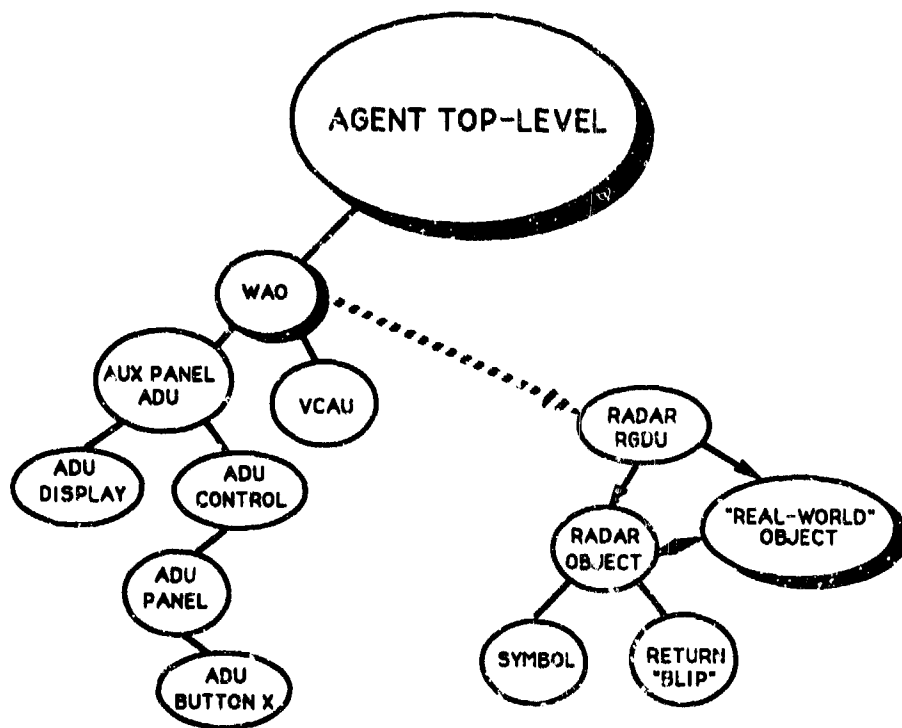 AGENT TOP-LEVEL
WAO
AUX PANEL
ADU
VCAU
ADU
DISPLAY
ADU
CONTROL
ADU
PANEL
ADU
BUTTON X
RADAR
RGDU
RADAR
OBJECT
"REAL-WORLD"
OBJECT
SYMBOL
RETURN
"BLIP"